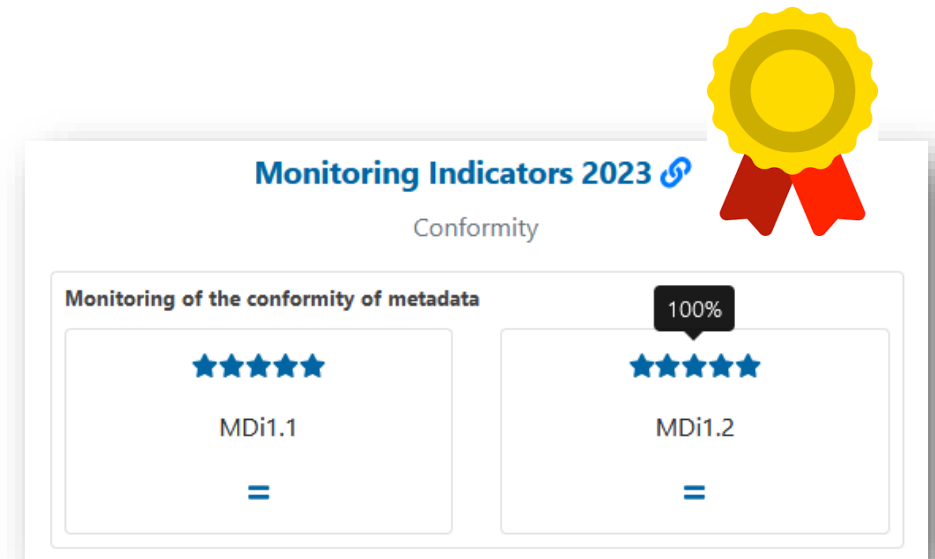 Monitoring Indicators 2023
Conformity
Monitoring of the conformity of metadata
100%
MDi1.1
MDi1.2
=
=